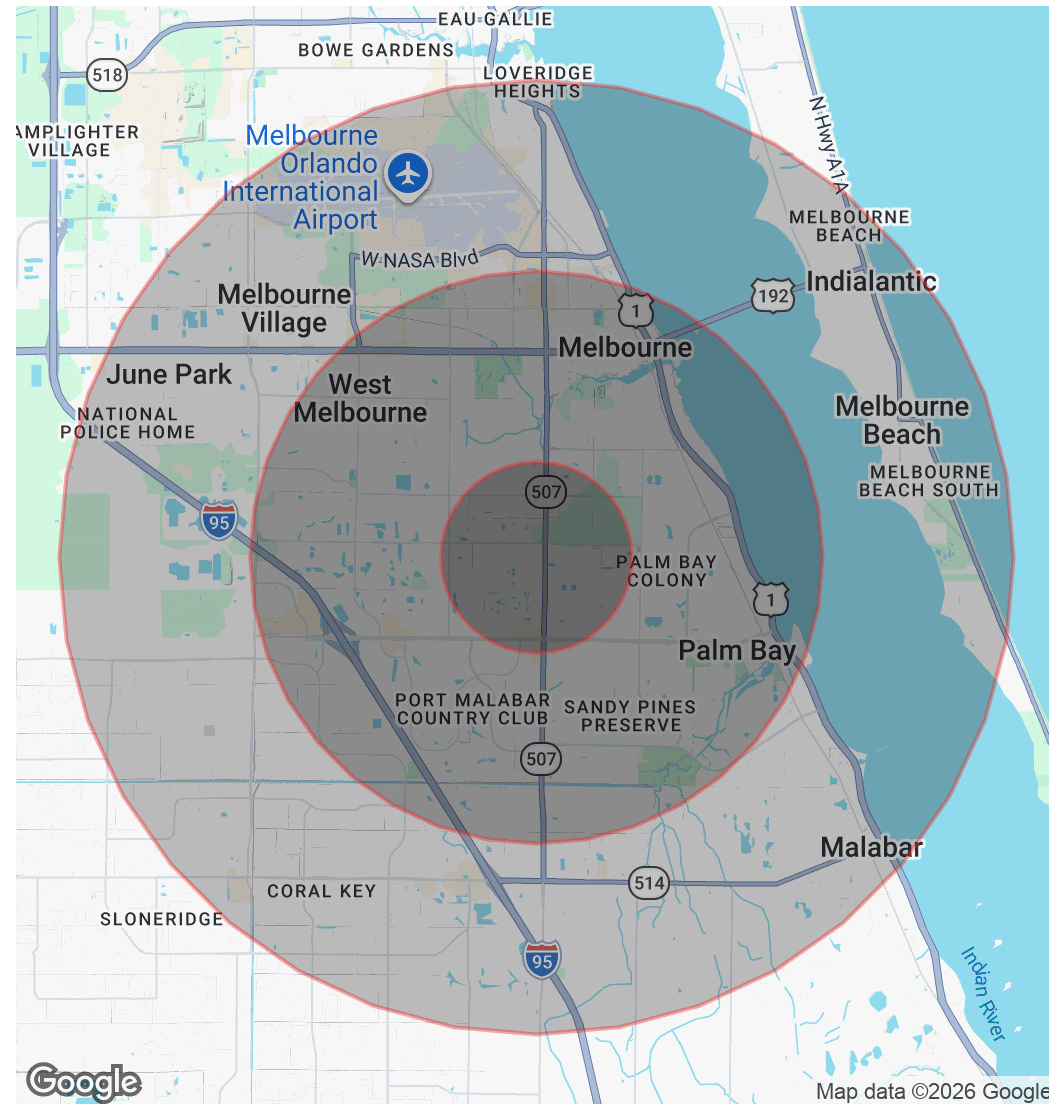 EAU GALLIE
BOWE GARDENS
518
LOVERIDGE
HEIGHTS
AMPLIGHTER
VILLAGE
Melbourne
Orlando
International
Airport
N Hwy A1A
MELBOURNE
BEACH
W NASA Blvd
Indialantic
192
Melbourne
Village
1
Melbourne
June Park
West
Melbourne
NATIONAL
POLICE HOME
Melbourne
Beach
MELBOURNE
BEACH SOUTH
507
95
PALM BAY
COLONY
1
Palm Bay
PORT MALABAR
COUNTRY CLUB
SANDY PINES
PRESERVE
507
Malabar
514
CORAL KEY
SLONERIDGE
95
Indian River
Google
Map data ©2026 Google